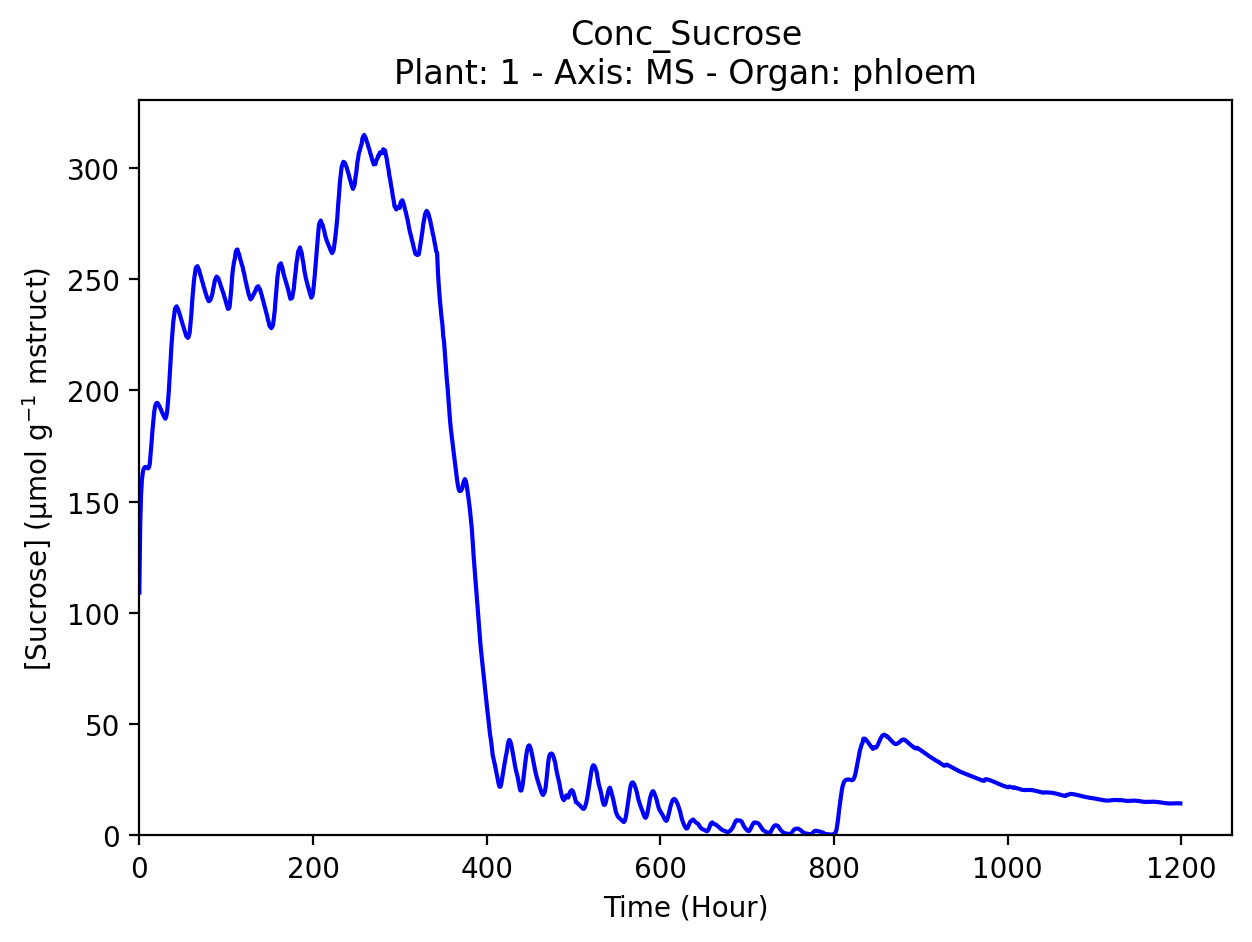 Conc_Sucrose
Plant: 1 - Axis: MS - Organ: phloem
[Sucrose] (µmol g⁻¹ mstruct)
300
250
200
150
100
50
0
0 200 400 600 800 1000 1200
Time (Hour)